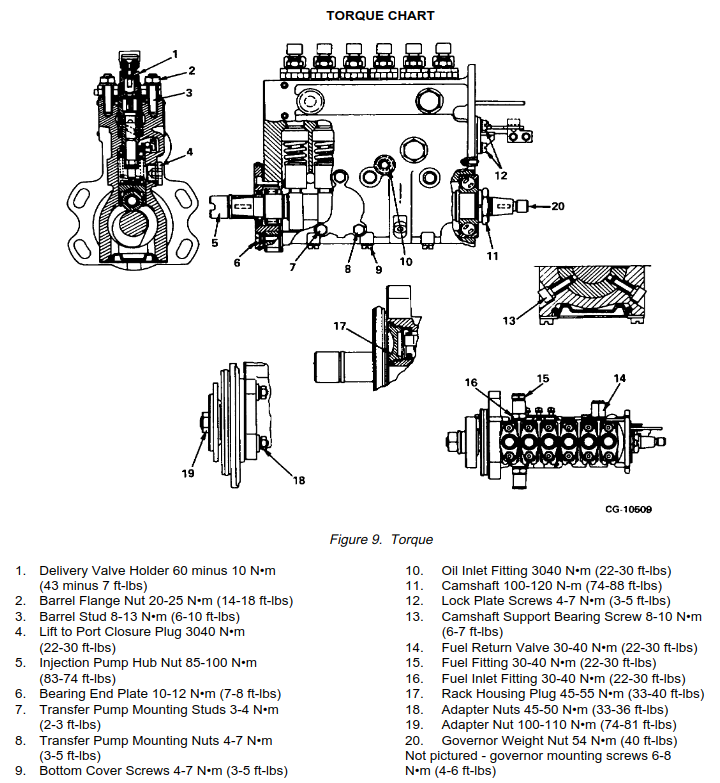 TORQUE CHART
1
2
3
4
5
6
7
8
9
10
11
12
20
13
17
19
18
16
15
14
CG-10509
Figure 9. Torque
1. Delivery Valve Holder 60 minus 10 N•m
(43 minus 7 ft-lbs)
2. Barrel Flange Nut 20-25 N•m (14-18 ft-lbs)
3. Barrel Stud 8-13 N•m (6-10 ft-lbs)
4. Lift to Port Closure Plug 3040 N•m
(22-30 ft-lbs)
5. Injection Pump Hub Nut 85-100 N•m
(83-74 ft-lbs)
6. Bearing End Plate 10-12 N•m (7-8 ft-lbs)
7. Transfer Pump Mounting Studs 3-4 N•m
(2-3 ft-lbs)
8. Transfer Pump Mounting Nuts 4-7 N•m
(3-5 ft-lbs)
9. Bottom Cover Screws 4-7 N•m (3-5 ft-lbs)
10. Oil Inlet Fitting 3040 N•m (22-30 ft-lbs)
11. Camshaft 100-120 N-m (74-88 ft-lbs)
12. Lock Plate Screws 4-7 N•m (3-5 ft-lbs)
13. Camshaft Support Bearing Screw 8-10 N•m
(6-7 ft-lbs)
14. Fuel Return Valve 30-40 N•m (22-30 ft-lbs)
15. Fuel Fitting 30-40 N•m (22-30 ft-lbs)
16. Fuel Inlet Fitting 30-40 N•m (22-30 ft-lbs)
17. Rack Housing Plug 45-55 N•m (33-40 ft-lbs)
18. Adapter Nuts 45-50 N•m (33-36 ft-lbs)
19. Adapter Nut 100-110 N•m (74-81 ft-lbs)
20. Governor Weight Nut 54 N•m (40 ft-lbs)
Not pictured - governor mounting screws 6-8
N•m (4-6 ft-lbs)